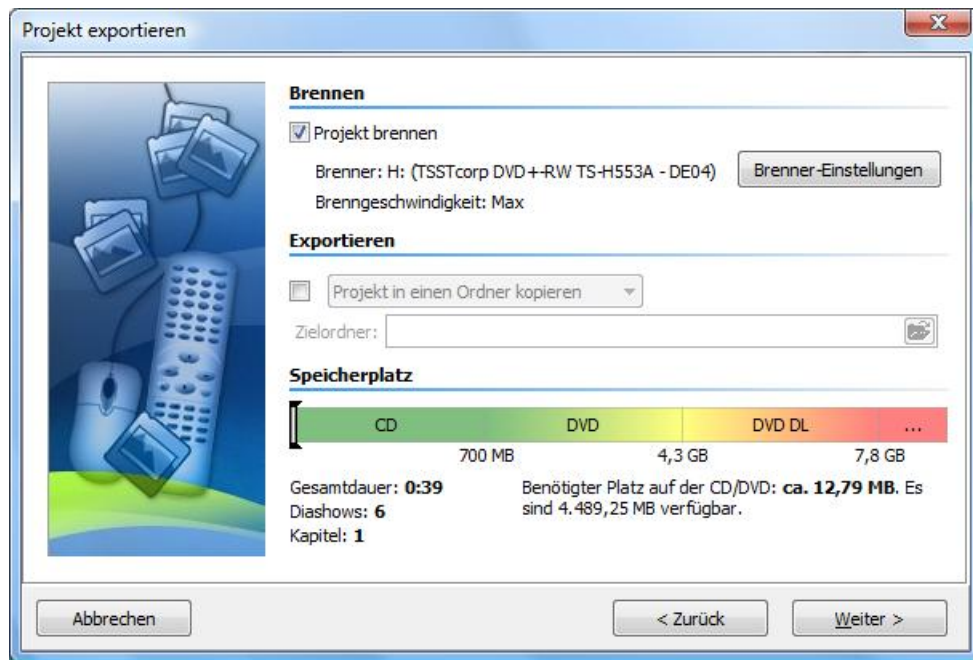 Projekt exportieren
Brennen
Projekt brennen
Brenner: H: (TSSTcorp DVD+-RW TS-H553A - DE04)
Brenner-Einstellungen
Brenngeschwindigkeit: Max
Exportieren
Projekt in einen Ordner kopieren
Zielordner:
Speicherplatz
CD DVD DVD DL ...
700 MB 4,3 GB 7,8 GB
Gesamtdauer: 0:39
Diashows: 6
Kapitel: 1
Benötigter Platz auf der CD/DVD: ca. 12,79 MB. Es
sind 4.489,25 MB verfügbar.
Abbrechen
< Zurück
Weiter >